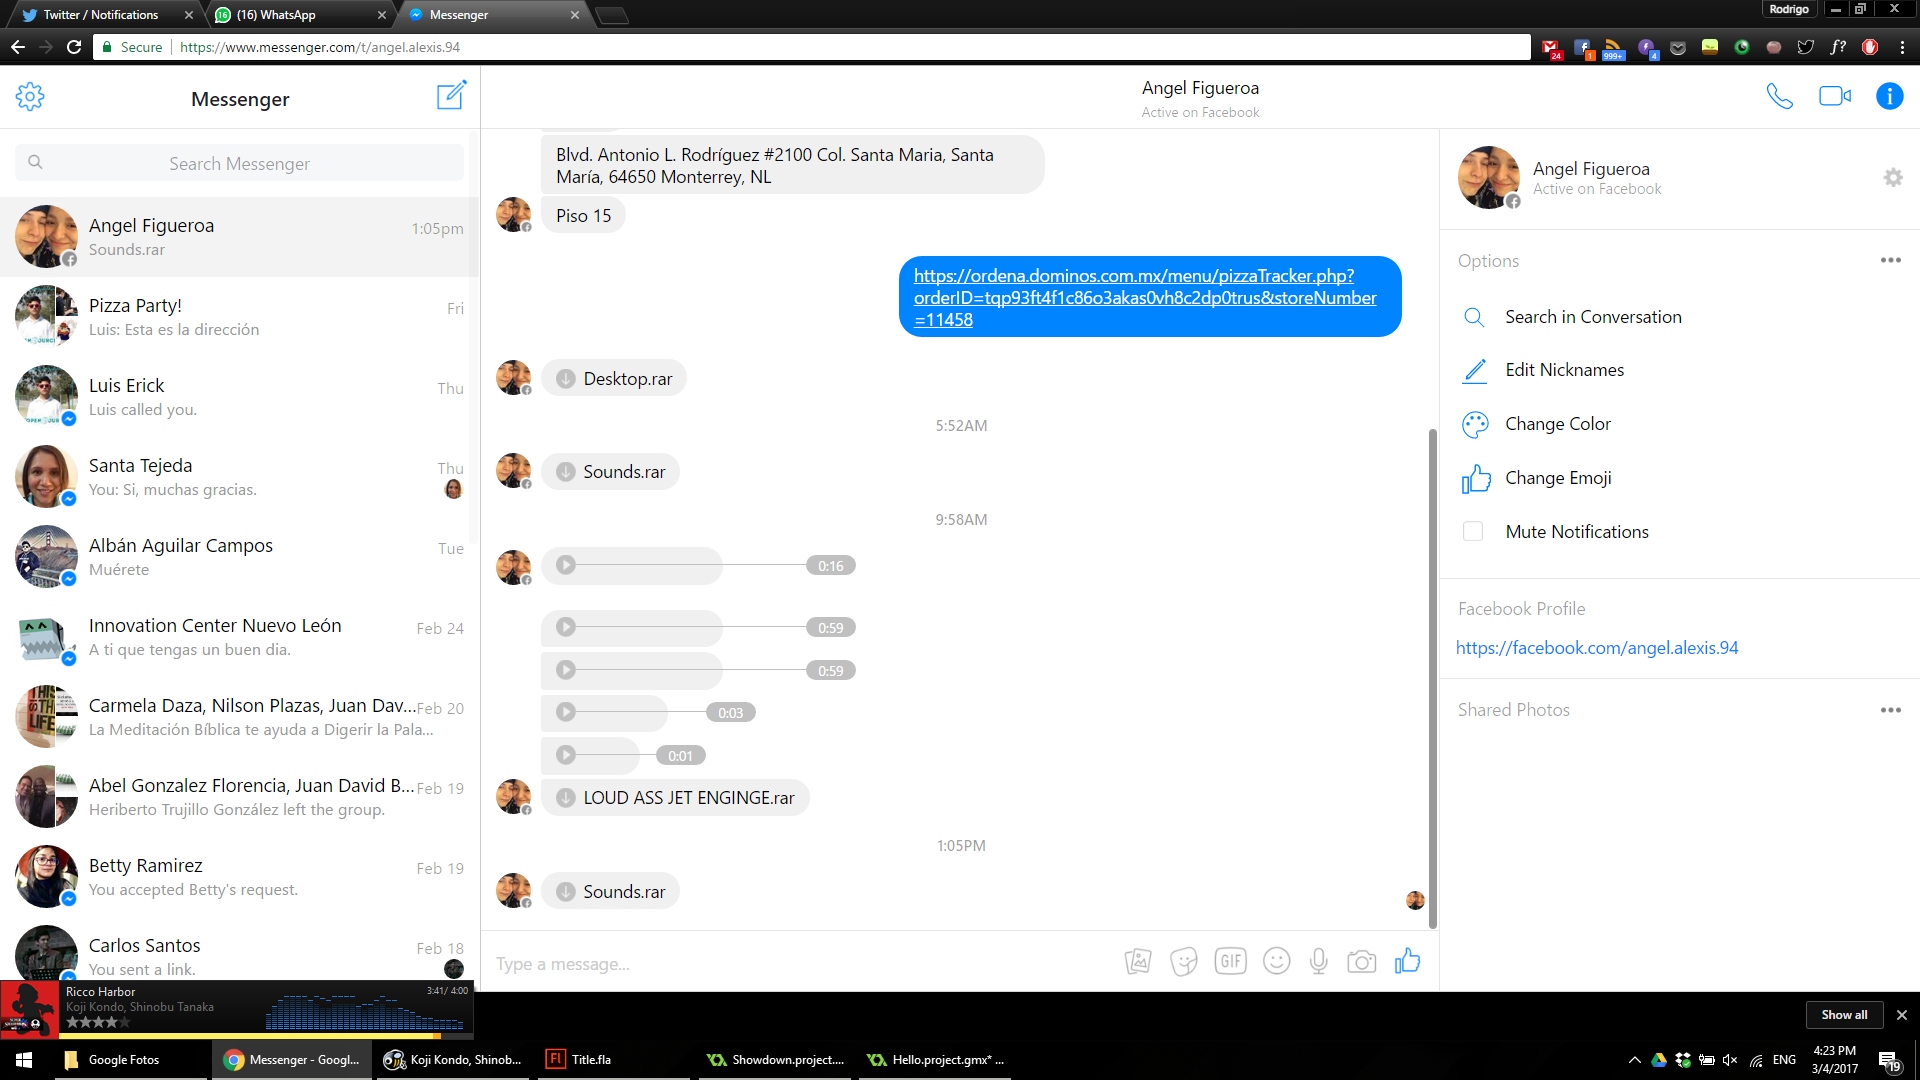 Twitter / Notifications
(16) WhatsApp
Messenger
Rodrigo
Secure
https://www.messenger.com/t/angel.alexis.94
24
1
999+
4
f?
Messenger
Search Messenger
Angel Figueroa
1:05pm
Sounds.rar
Pizza Party!
Fri
Luis: Esta es la dirección
Luis Erick
Thu
Luis called you.
Santa Tejeda
Thu
You: Si, muchas gracias.
Albán Aguilar Campos
Tue
Muérete
Innovation Center Nuevo León
Feb 24
A ti que tengas un buen dia.
Carmela Daza, Nilson Plazas, Juan Dav...
Feb 20
La Meditación Bíblica te ayuda a Digerir la Pala...
Abel Gonzalez Florencia, Juan David B...
Feb 19
Heriberto Trujillo González left the group.
Betty Ramirez
Feb 19
You accepted Betty's request.
Carlos Santos
Feb 18
You sent a link.
Angel Figueroa
Active on Facebook
Blvd. Antonio L. Rodríguez #2100 Col. Santa Maria, Santa
María, 64650 Monterrey, NL
Piso 15
https://ordena.dominos.com.mx/menu/pizzaTracker.php?
orderID=tqp93ft4f1c86o3akas0vh8c2dp0trus&storeNumber
=11458
Desktop.rar
5:52AM
Sounds.rar
9:58AM
0:16
0:59
0:59
0:03
0:01
LOUD ASS JET ENGINGE.rar
1:05PM
Sounds.rar
Type a message...
GIF
Angel Figueroa
Active on Facebook
Options
Search in Conversation
Edit Nicknames
Change Color
Change Emoji
Mute Notifications
Facebook Profile
https://facebook.com/angel.alexis.94
Shared Photos
Ricco Harbor
3:41/ 4:00
Koji Kondo, Shinobu Tanaka
Show all
Google Fotos
Messenger - Googl...
Koji Kondo, Shinob...
Fl
Title.fla
Showdown.project....
Hello.project.gmx* ...
ENG
4:23 PM
3/4/2017
19